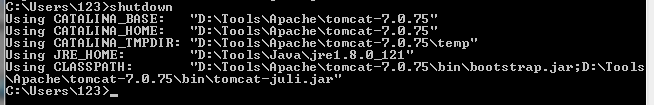 C:\Users\123>shutdown
Using CATALINA_BASE:   "D:\Tools\Apache\tomcat-7.0.75"
Using CATALINA_HOME:   "D:\Tools\Apache\tomcat-7.0.75"
Using CATALINA_TMPDIR: "D:\Tools\Apache\tomcat-7.0.75\temp"
Using JRE_HOME:        "D:\Tools\Java\jre1.8.0_121"
Using CLASSPATH:       "D:\Tools\Apache\tomcat-7.0.75\bin\bootstrap.jar;D:\Tools
\Apache\tomcat-7.0.75\bin\tomcat-juli.jar"
C:\Users\123>_